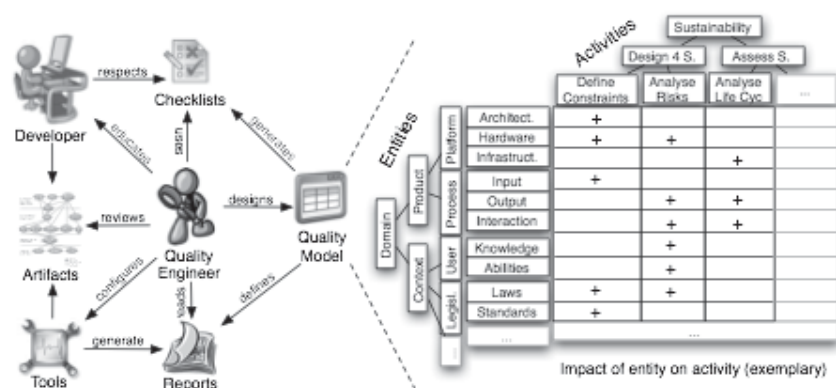 respects
Checklists
Developer
educates
uses
generates
reviews
designs
Artifacts
Quality
Engineer
Quality
Model
configures
reads
defines
generate
Tools
Reports
Activities
Sustainability
Design 4 S.
Assess S.
Define
Constraints
Analyse
Risks
Analyse
Life Cyc
...
Entities
Domain
Product
Context
Platform
Process
User
Legisl.
...
Architect.
+
Hardware
+ +
Infrastruct.
+
Input
+
Output
+ +
Interaction
+ +
Knowledge
+
Abilities
+
Laws
+ +
Standards
+
...
...
Impact of entity on activity (exemplary)